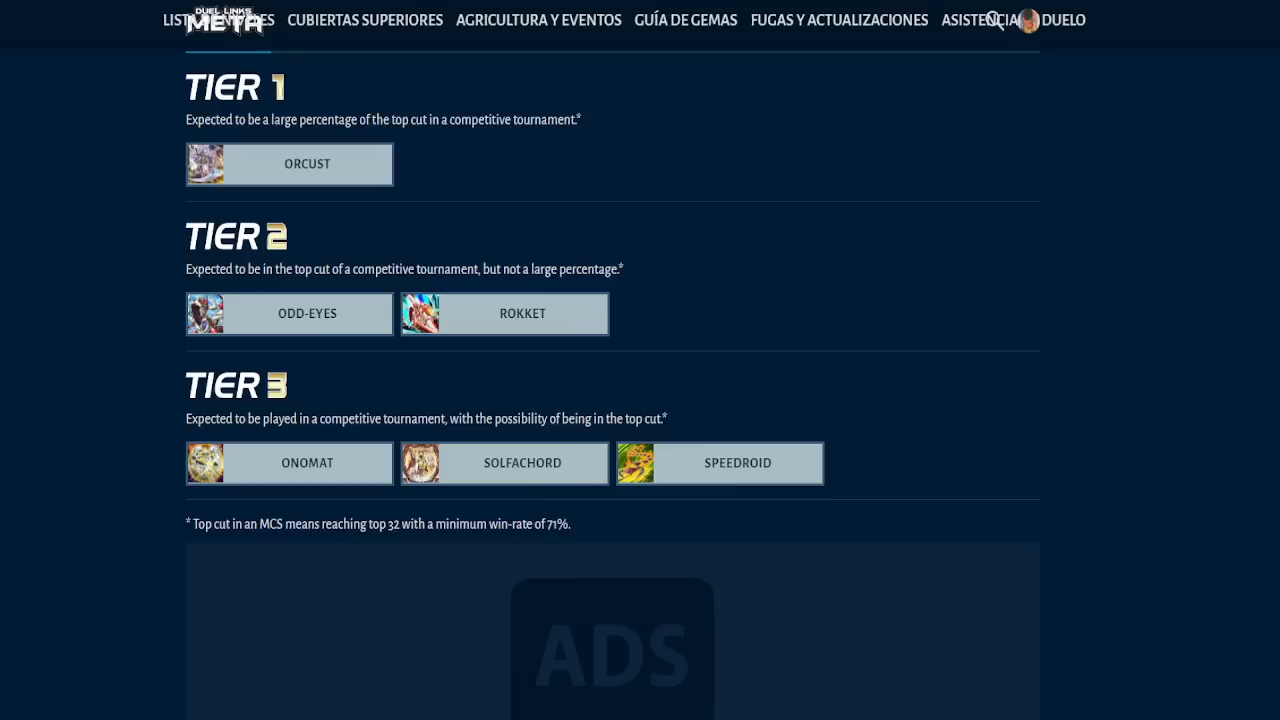 LISTA DE NIVELES CUBIERTAS SUPERIORES AGRICULTURA Y EVENTOS GUÍA DE GEMAS FUGAS Y ACTUALIZACIONES ASISTENCIA DUELO
DUEL LINKS
META
TIER 1
Expected to be a large percentage of the top cut in a competitive tournament.*
ORCUST
TIER 2
Expected to be in the top cut of a competitive tournament, but not a large percentage.*
ODD-EYES ROKKET
TIER 3
Expected to be played in a competitive tournament, with the possibility of being in the top cut.*
ONOMAT SOLFACHORD SPEEDROID
* Top cut in an MCS means reaching top 32 with a minimum win-rate of 71%.
ADS